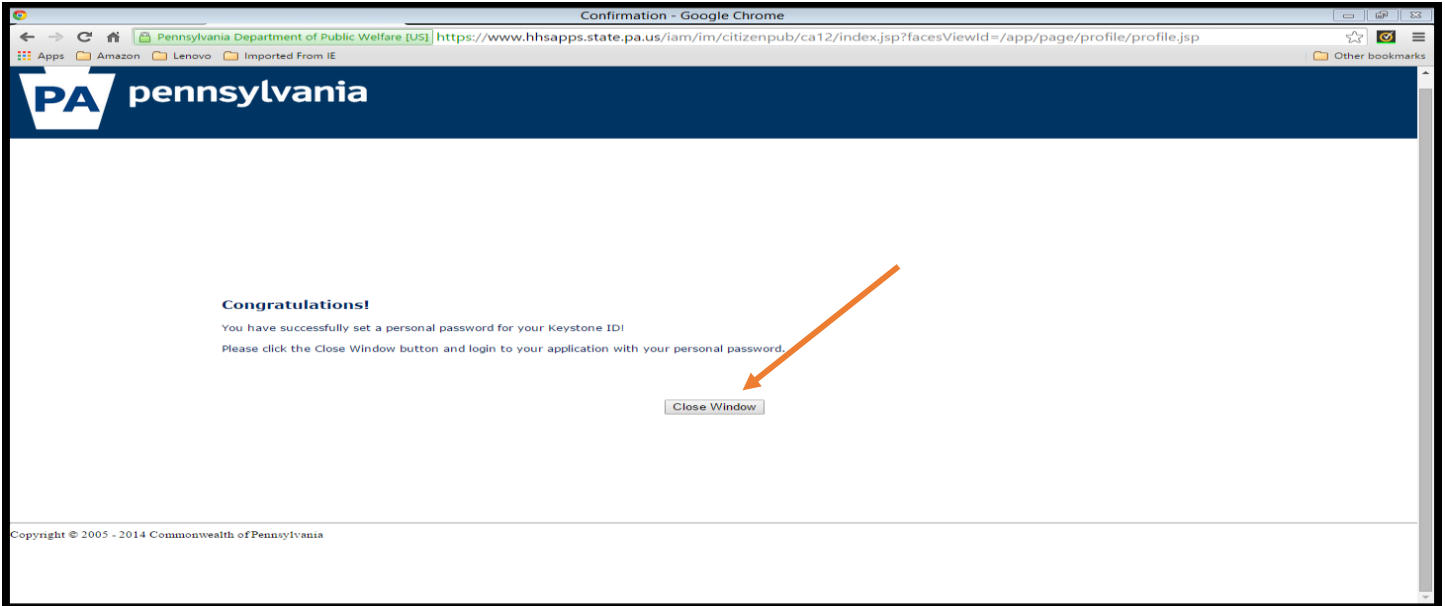 Confirmation - Google Chrome
Pennsylvania Department of Public Welfare [US] https://www.hhsapps.state.pa.us/iam/im/citizenpub/ca12/index.jsp?facesViewId=/app/page/profile/profile.jsp
Apps Amazon Lenovo Imported From IE Other bookmarks
PA pennsylvania
Congratulations!
You have successfully set a personal password for your Keystone ID!
Please click the Close Window button and login to your application with your personal password.
Close Window
Copyright © 2005 - 2014 Commonwealth of Pennsylvania